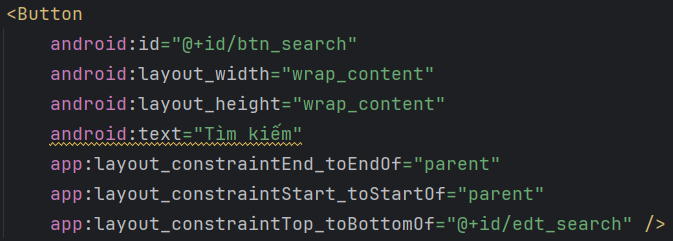 <Button
android:id="@+id/btn_search"
android:layout_width="wrap_content"
android:layout_height="wrap_content"
android:text="Tìm kiếm"
app:layout_constraintEnd_toEndOf="parent"
app:layout_constraintStart_toStartOf="parent"
app:layout_constraintTop_toBottomOf="@+id/edt_search" />